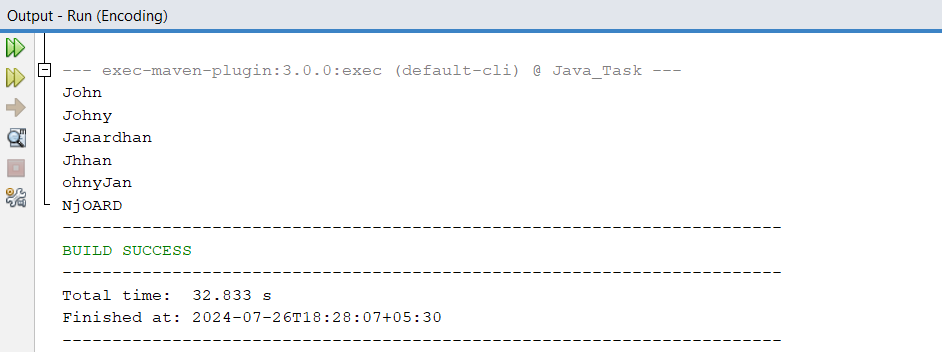 Output - Run (Encoding)
--- exec-maven-plugin:3.0.0:exec (default-cli) @ Java_Task ---
John
Johny
Janardhan
Jhhan
ohnyJan
NjOARD
------------------------------------------------------------------------
BUILD SUCCESS
------------------------------------------------------------------------
Total time:  32.833 s
Finished at: 2024-07-26T18:28:07+05:30
------------------------------------------------------------------------